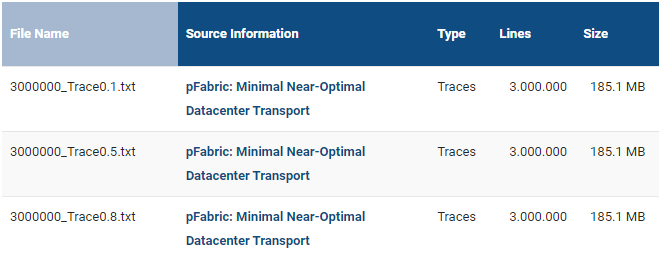 File Name Source Information Type Lines Size
3000000_Trace0.1.txt pFabric: Minimal Near-Optimal Traces 3.000.000 185.1 MB
Datacenter Transport
3000000_Trace0.5.txt pFabric: Minimal Near-Optimal Traces 3.000.000 185.1 MB
Datacenter Transport
3000000_Trace0.8.txt pFabric: Minimal Near-Optimal Traces 3.000.000 185.1 MB
Datacenter Transport